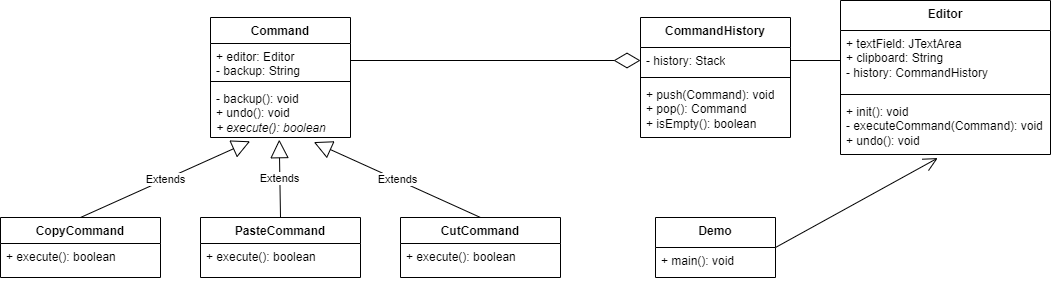 Command
+ editor: Editor
- backup: String
- backup(): void
+ undo(): void
+ execute(): boolean
CommandHistory
- history: Stack
+ push(Command): void
+ pop(): Command
+ isEmpty(): boolean
Editor
+ textField: JTextArea
+ clipboard: String
- history: CommandHistory
+ init(): void
- executeCommand(Command): void
+ undo(): void
Extends
Extends
Extends
CopyCommand
+ execute(): boolean
PasteCommand
+ execute(): boolean
CutCommand
+ execute(): boolean
Demo
+ main(): void